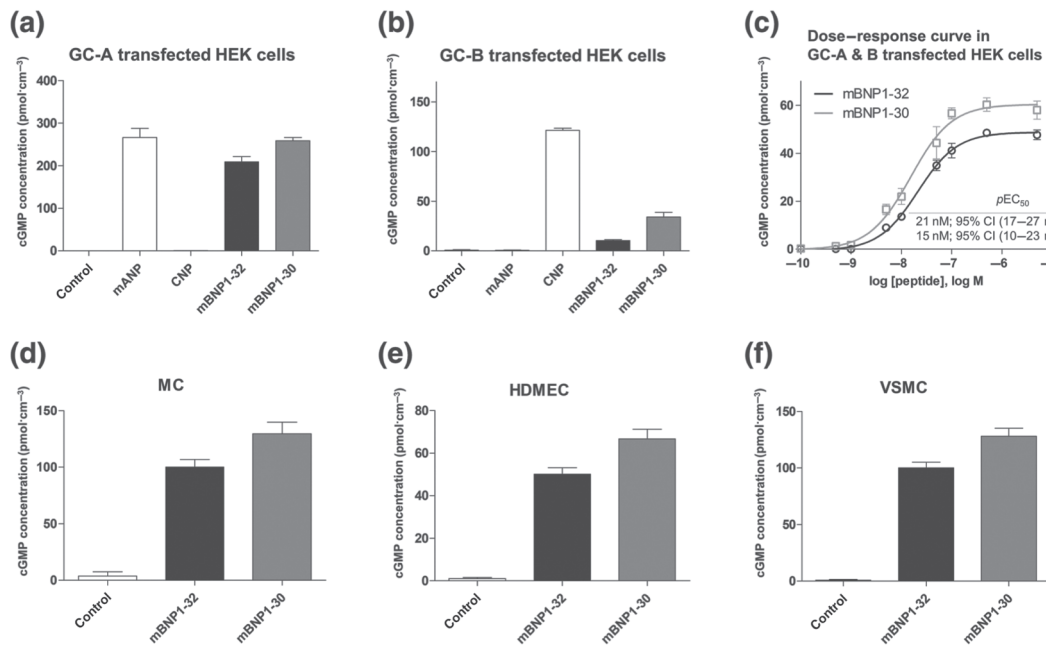 (a)
GC-A transfected HEK cells
cGMP concentration (pmol·cm⁻³)
400
300
200
100
0
Control
mANP
CNP
mBNP1-32
mBNP1-30
(b)
GC-B transfected HEK cells
cGMP concentration (pmol·cm⁻³)
150
100
50
0
Control
mANP
CNP
mBNP1-32
mBNP1-30
(c)
Dose–response curve in
GC-A & B transfected HEK cells
cGMP concentration (pmol·cm⁻³)
mBNP1-32
mBNP1-30
60
40
20
0
pEC₅₀
21 nM; 95% CI (17–27
15 nM; 95% CI (10–23
−10
−9
−8
−7
−6
log [peptide], log M
(d)
MC
cGMP concentration (pmol·cm⁻³)
150
100
50
0
Control
mBNP1-32
mBNP1-30
(e)
HDMEC
cGMP concentration (pmol·cm⁻³)
80
60
40
20
0
Control
mBNP1-32
mBNP1-30
(f)
VSMC
cGMP concentration (pmol·cm⁻³)
150
100
50
0
Control
mBNP1-32
mBNP1-30